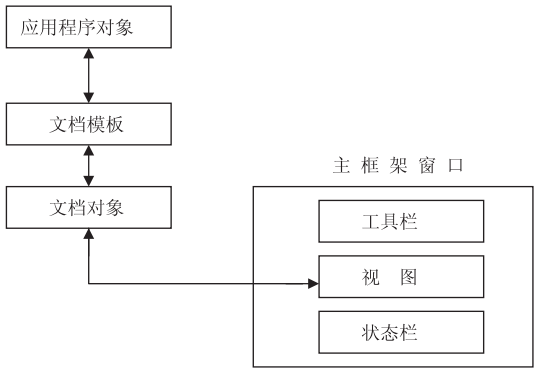 应用程序对象
文档模板
文档对象
主框架窗口
工具栏
视 图
状态栏